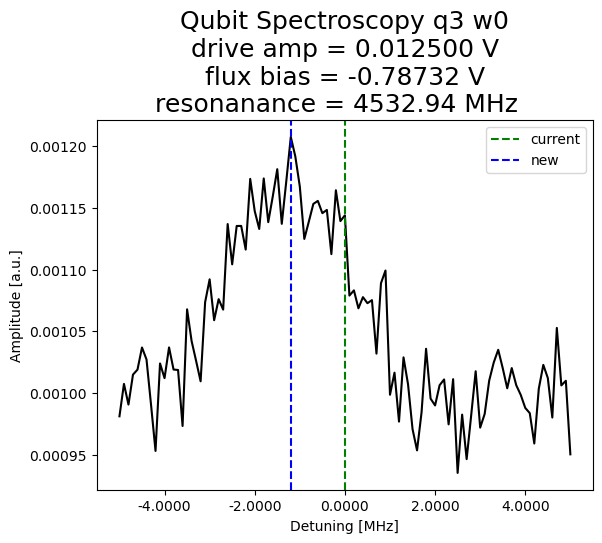 Qubit Spectroscopy q3 w0
drive amp = 0.012500 V
flux bias = -0.78732 V
resonanance = 4532.94 MHz
current
new
0.00120
0.00115
0.00110
0.00105
0.00100
0.00095
Amplitude [a.u.]
-4.0000 -2.0000 0.0000 2.0000 4.0000
Detuning [MHz]